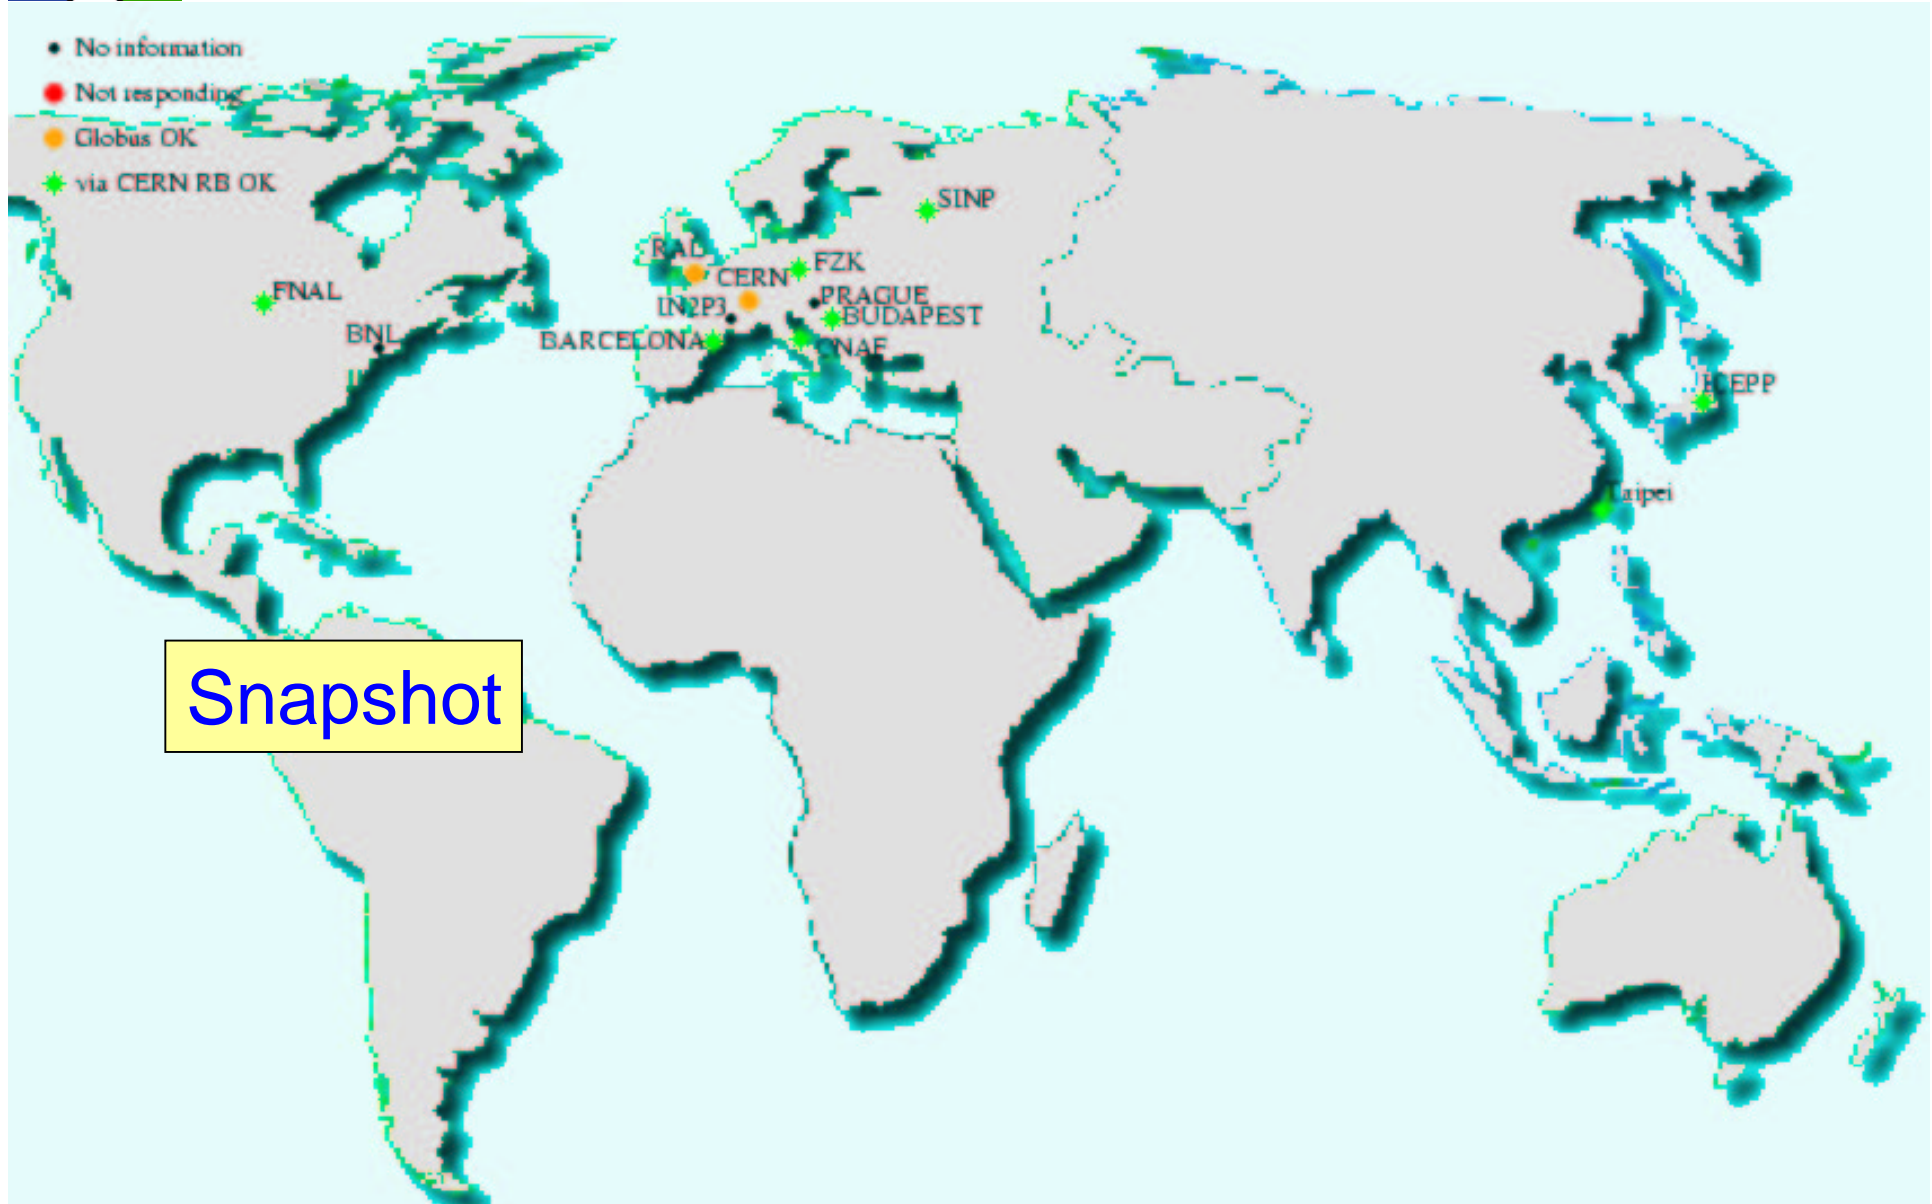 No information
Not responding
Globus OK
via CERN RB OK
SINP
RAL
FZK
CERN
FNAL
PRAGUE
IN2P3
BUDAPEST
BNL
BARCELONA
CNAF
ICEPP
Taipei
Snapshot